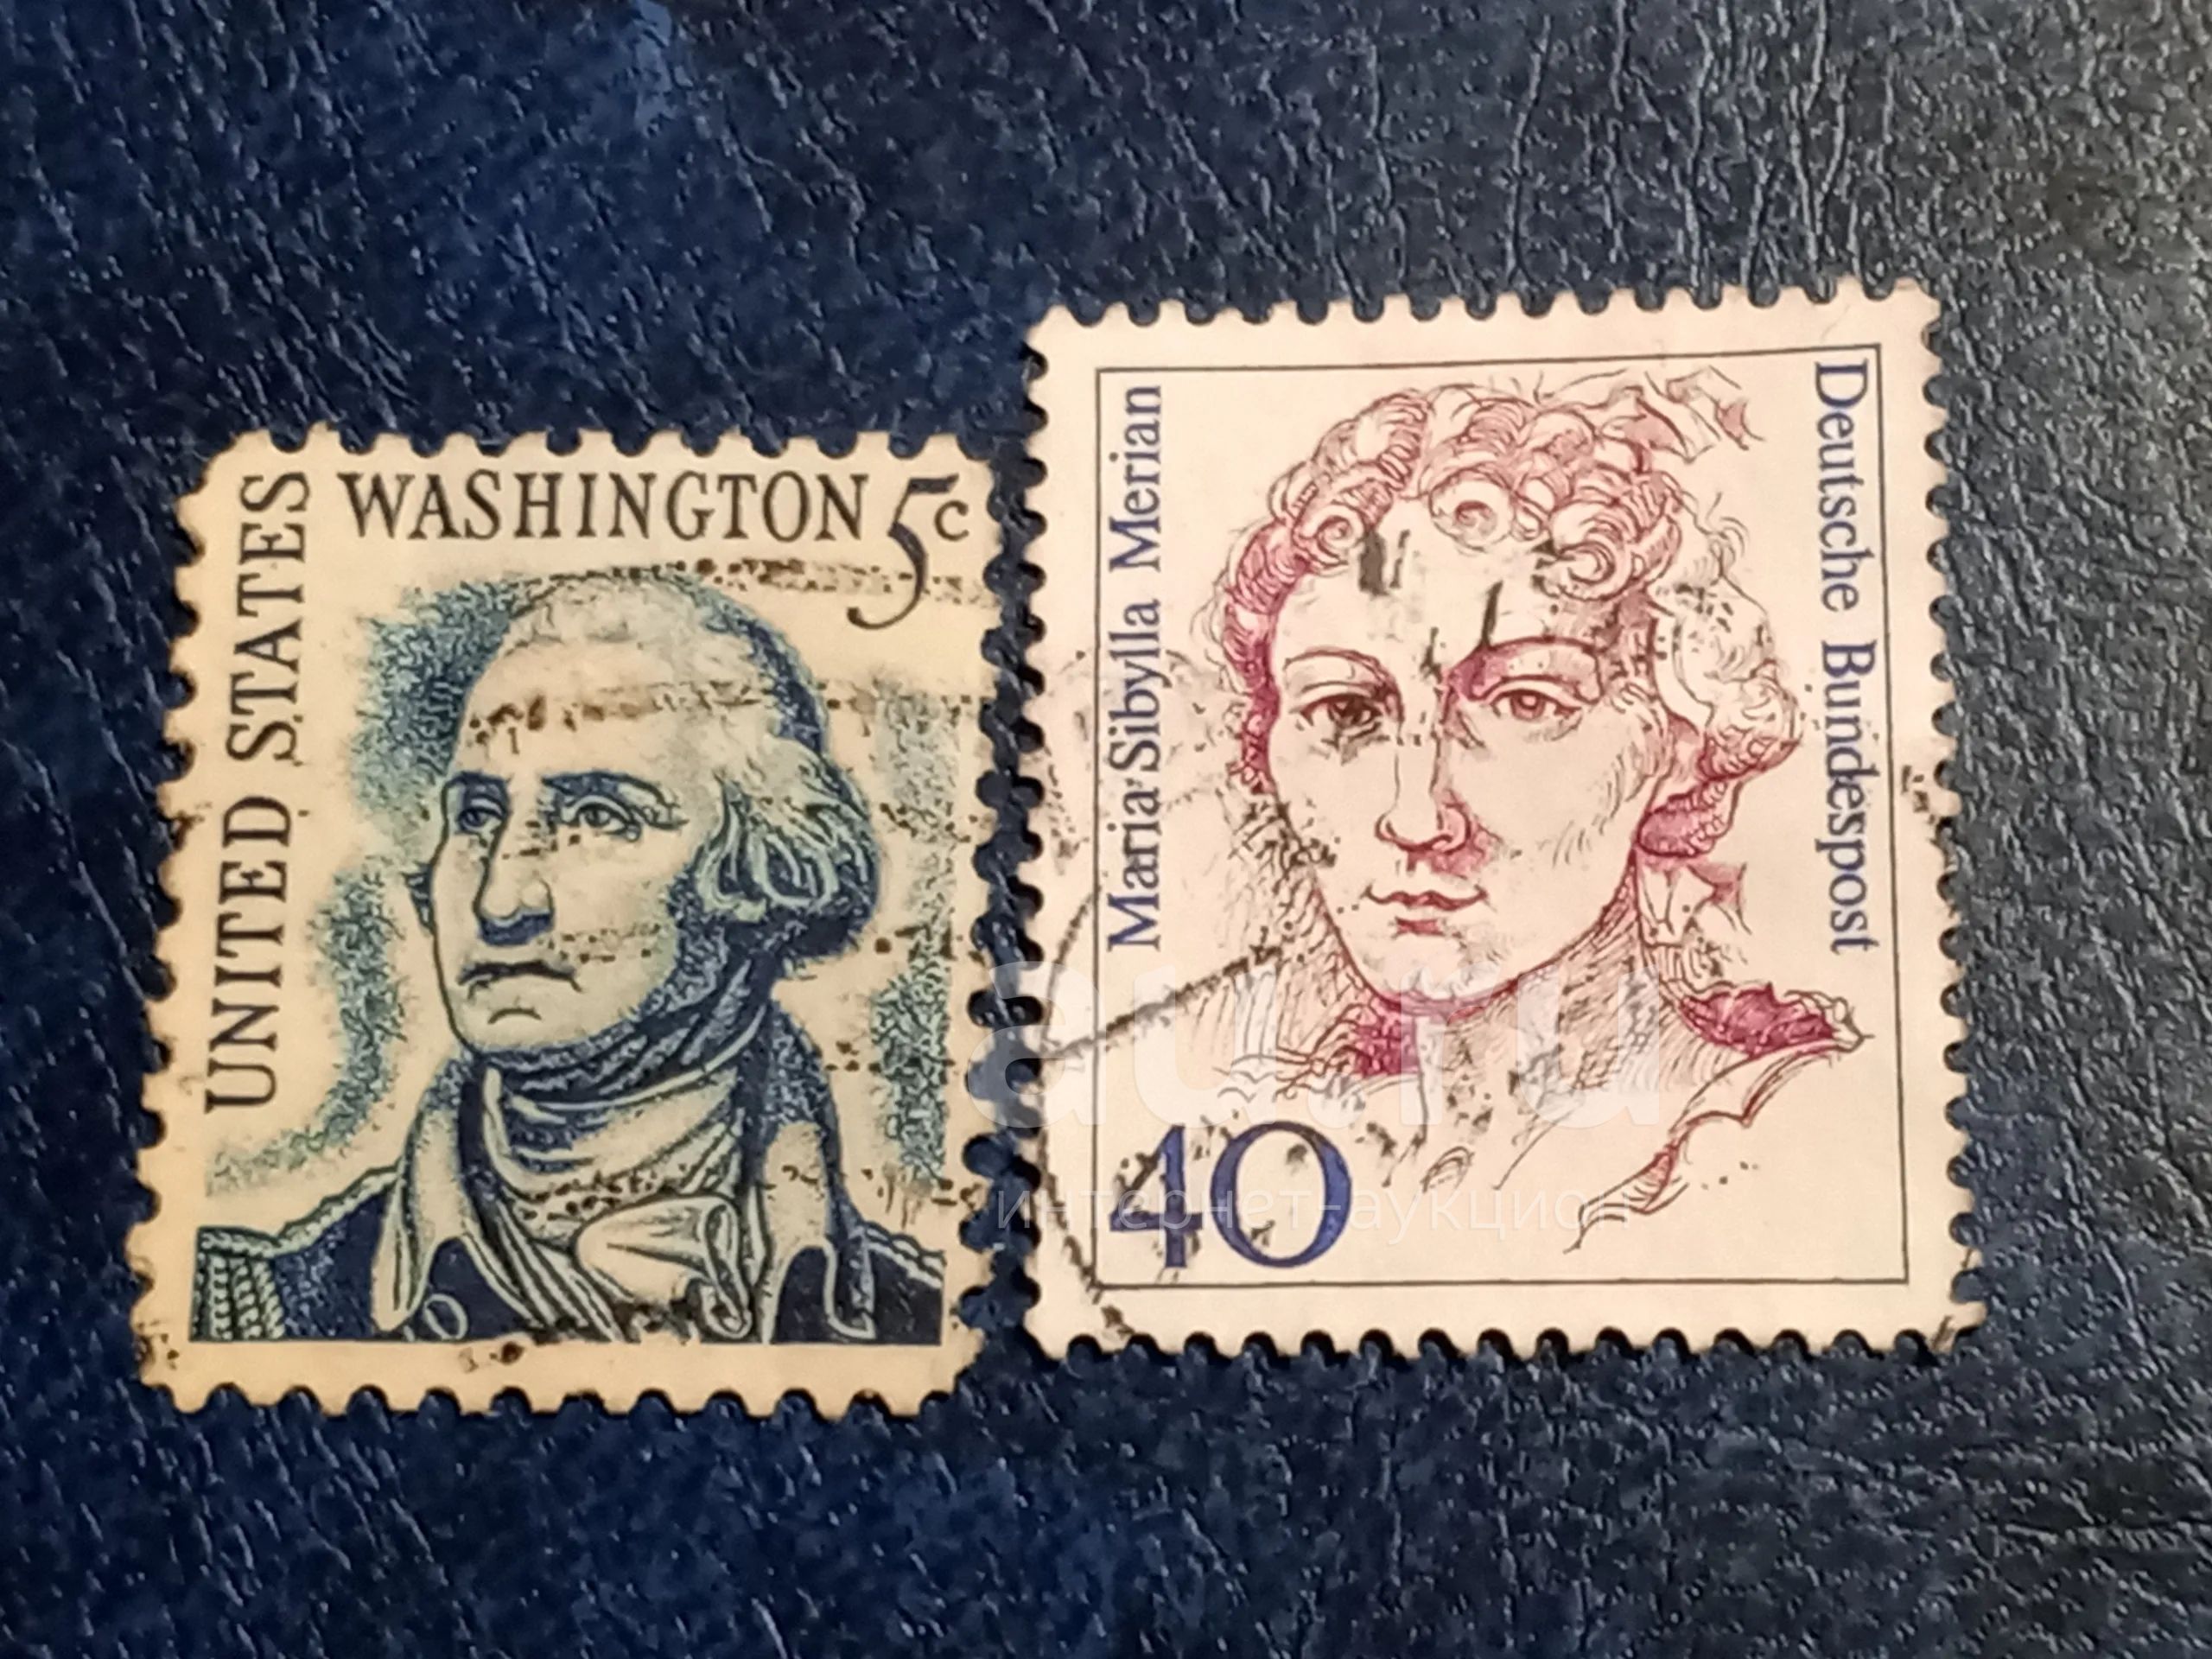 UNITED STATES
WASHINGTON 5c
Maria Sibylla Merian
Deutsche Bundespost
40
au.ru
интернет-аукцион